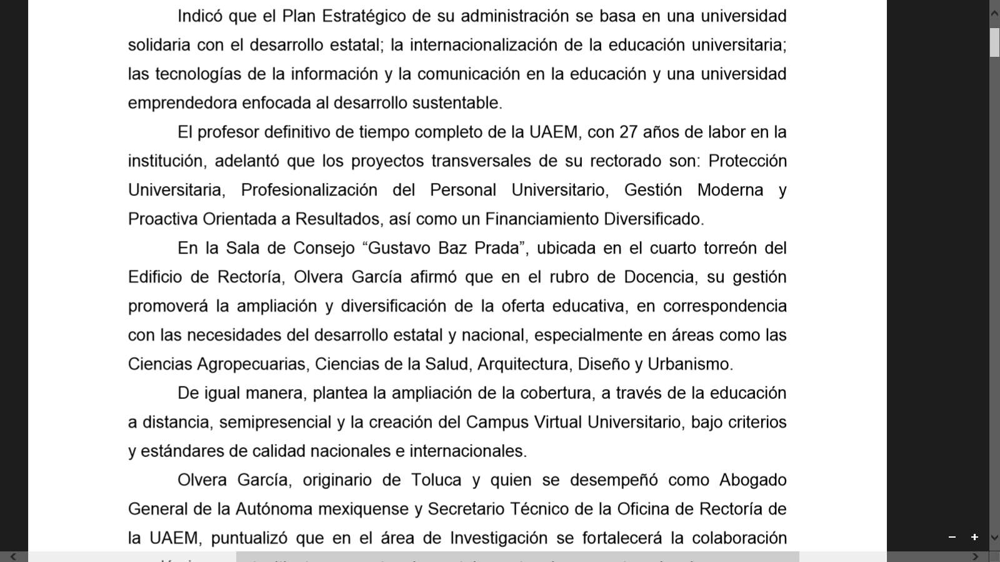 Indicó que el Plan Estratégico de su administración se basa en una universidad
solidaria con el desarrollo estatal; la internacionalización de la educación universitaria;
las tecnologías de la información y la comunicación en la educación y una universidad
emprendedora enfocada al desarrollo sustentable.
El profesor definitivo de tiempo completo de la UAEM, con 27 años de labor en la
institución, adelantó que los proyectos transversales de su rectorado son: Protección
Universitaria, Profesionalización del Personal Universitario, Gestión Moderna y
Proactiva Orientada a Resultados, así como un Financiamiento Diversificado.
En la Sala de Consejo “Gustavo Baz Prada”, ubicada en el cuarto torreón del
Edificio de Rectoría, Olvera García afirmó que en el rubro de Docencia, su gestión
promoverá la ampliación y diversificación de la oferta educativa, en correspondencia
con las necesidades del desarrollo estatal y nacional, especialmente en áreas como las
Ciencias Agropecuarias, Ciencias de la Salud, Arquitectura, Diseño y Urbanismo.
De igual manera, plantea la ampliación de la cobertura, a través de la educación
a distancia, semipresencial y la creación del Campus Virtual Universitario, bajo criterios
y estándares de calidad nacionales e internacionales.
Olvera García, originario de Toluca y quien se desempeñó como Abogado
General de la Autónoma mexiquense y Secretario Técnico de la Oficina de Rectoría de
la UAEM, puntualizó que en el área de Investigación se fortalecerá la colaboración